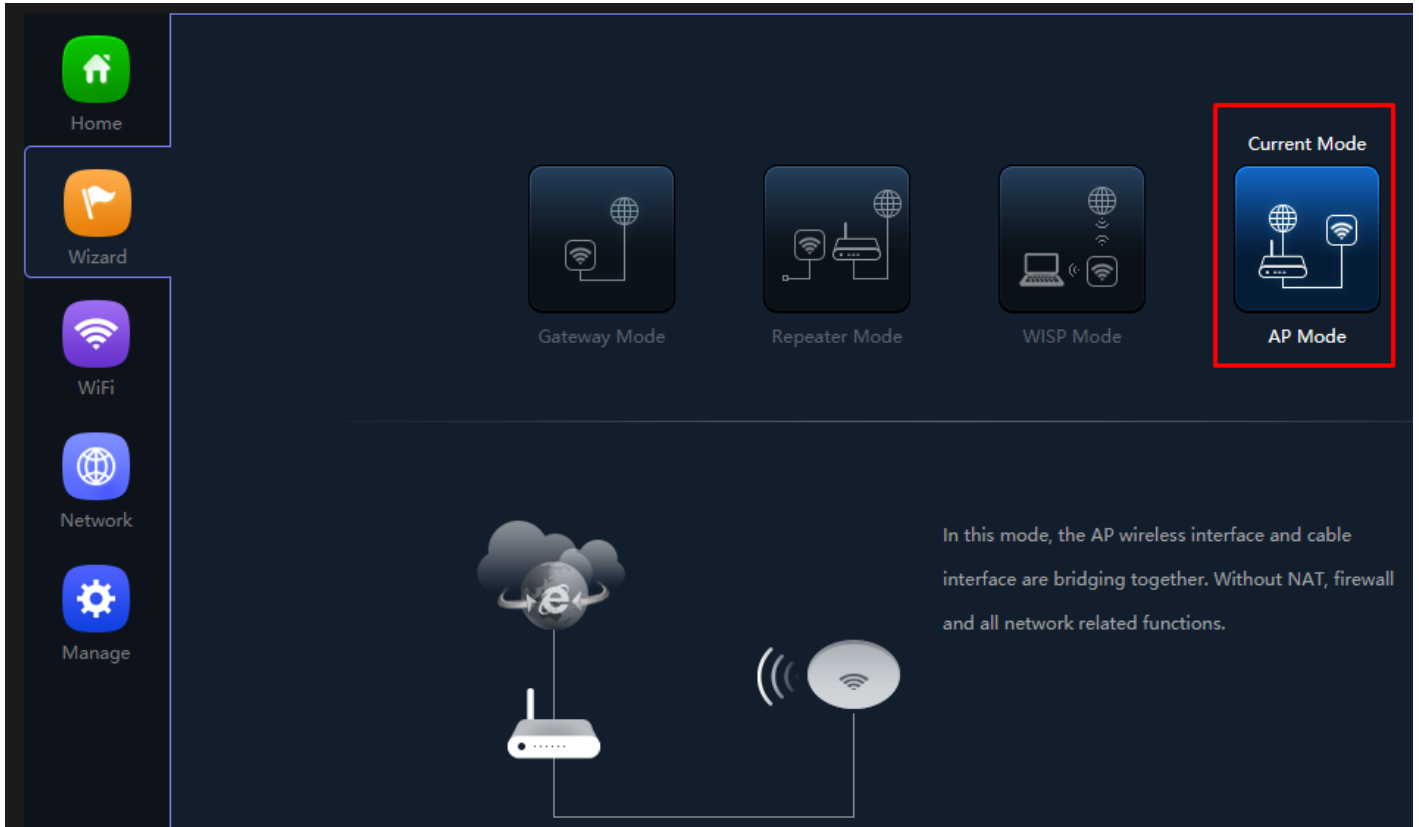 Home
Wizard
WiFi
Network
Manage
Current Mode
Gateway Mode
Repeater Mode
WISP Mode
AP Mode
In this mode, the AP wireless interface and cable
interface are bridging together. Without NAT, firewall
and all network related functions.